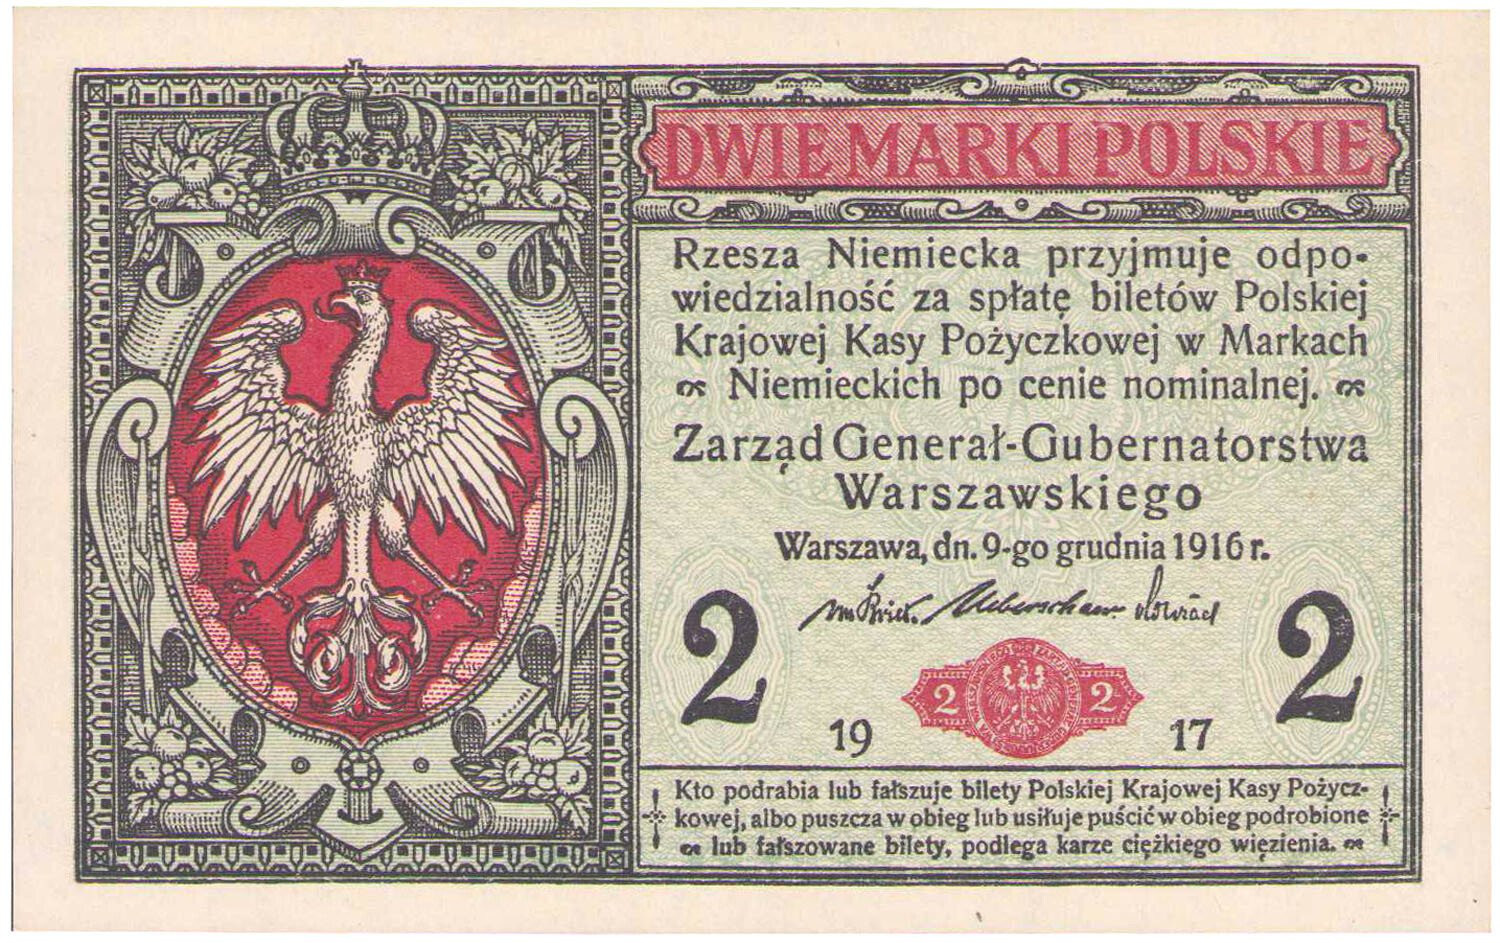 DWIE MARKI POLSKIE
Rzesza Niemiecka przyjmuje odpo-
wiedzialność za spłatę biletów Polskiej
Krajowej Kasy Pożyczkowej w Markach
Niemieckich po cenie nominalnej.
Zarząd Generał-Gubernatorstwa
Warszawskiego
Warszawa, dn. 9-go grudnia 1916 r.
2 2
2 2
19 17
Kto podrabia lub fałszuje bilety Polskiej Krajowej Kasy Pożycz-
kowej, albo puszcza w obieg lub usiłuje puścić w obieg podrobione
lub fałszowane bilety, podlega karze ciężkiego więzienia.